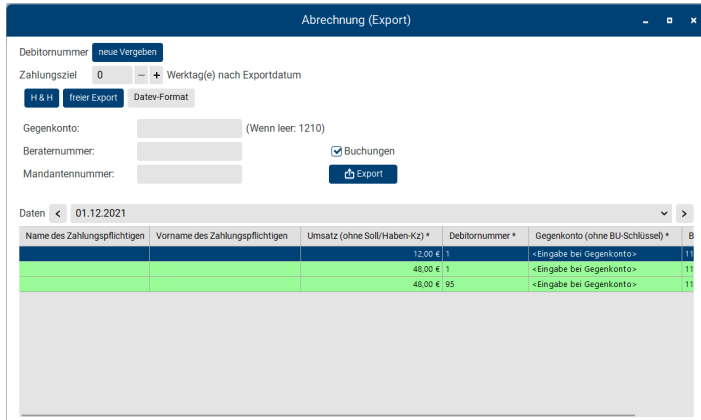 Abrechnung (Export)
Debitornummer neue Vergeben
Zahlungsziel 0 − + Werktag(e) nach Exportdatum
H & H freier Export Datev-Format
Gegenkonto: (Wenn leer: 1210)
Beraternummer: Buchungen
Mandantennummer: Export
Daten < 01.12.2021 >
Name des Zahlungspflichtigen Vorname des Zahlungspflichtigen Umsatz (ohne Soll/Haben-Kz) * Debitornummer * Gegenkonto (ohne BU-Schlüssel) * B
12,00 € 1 <Eingabe bei Gegenkonto> 11
48,00 € 1 <Eingabe bei Gegenkonto> 11
48,00 € 95 <Eingabe bei Gegenkonto> 11